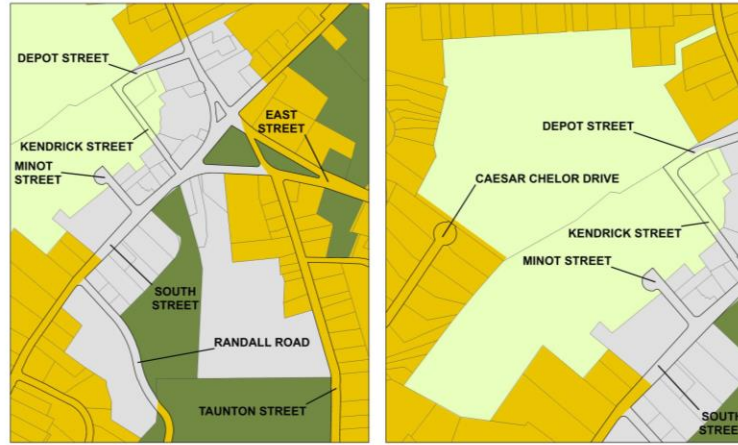 DEPOT STREET
EAST
STREET
KENDRICK STREET
MINOT
STREET
SOUTH
STREET
RANDALL ROAD
TAUNTON STREET
DEPOT STREET
CAESAR CHELOR DRIVE
KENDRICK STREET
MINOT STREET
SOUTH
STREE